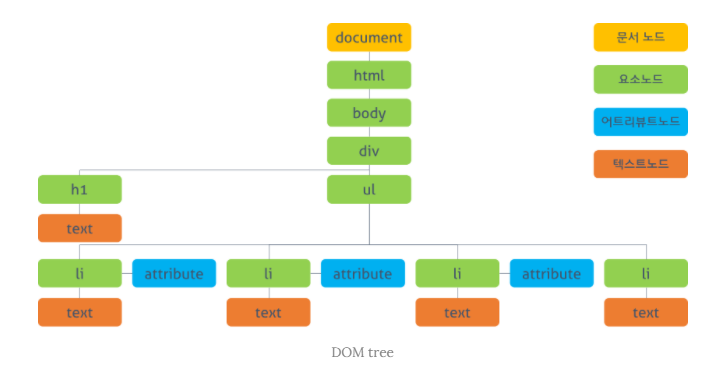 document
문서 노드
html
요소노드
body
어트리뷰트노드
div
텍스트노드
h1
ul
text
li
attribute
li
attribute
li
attribute
li
text
text
text
text
DOM tree